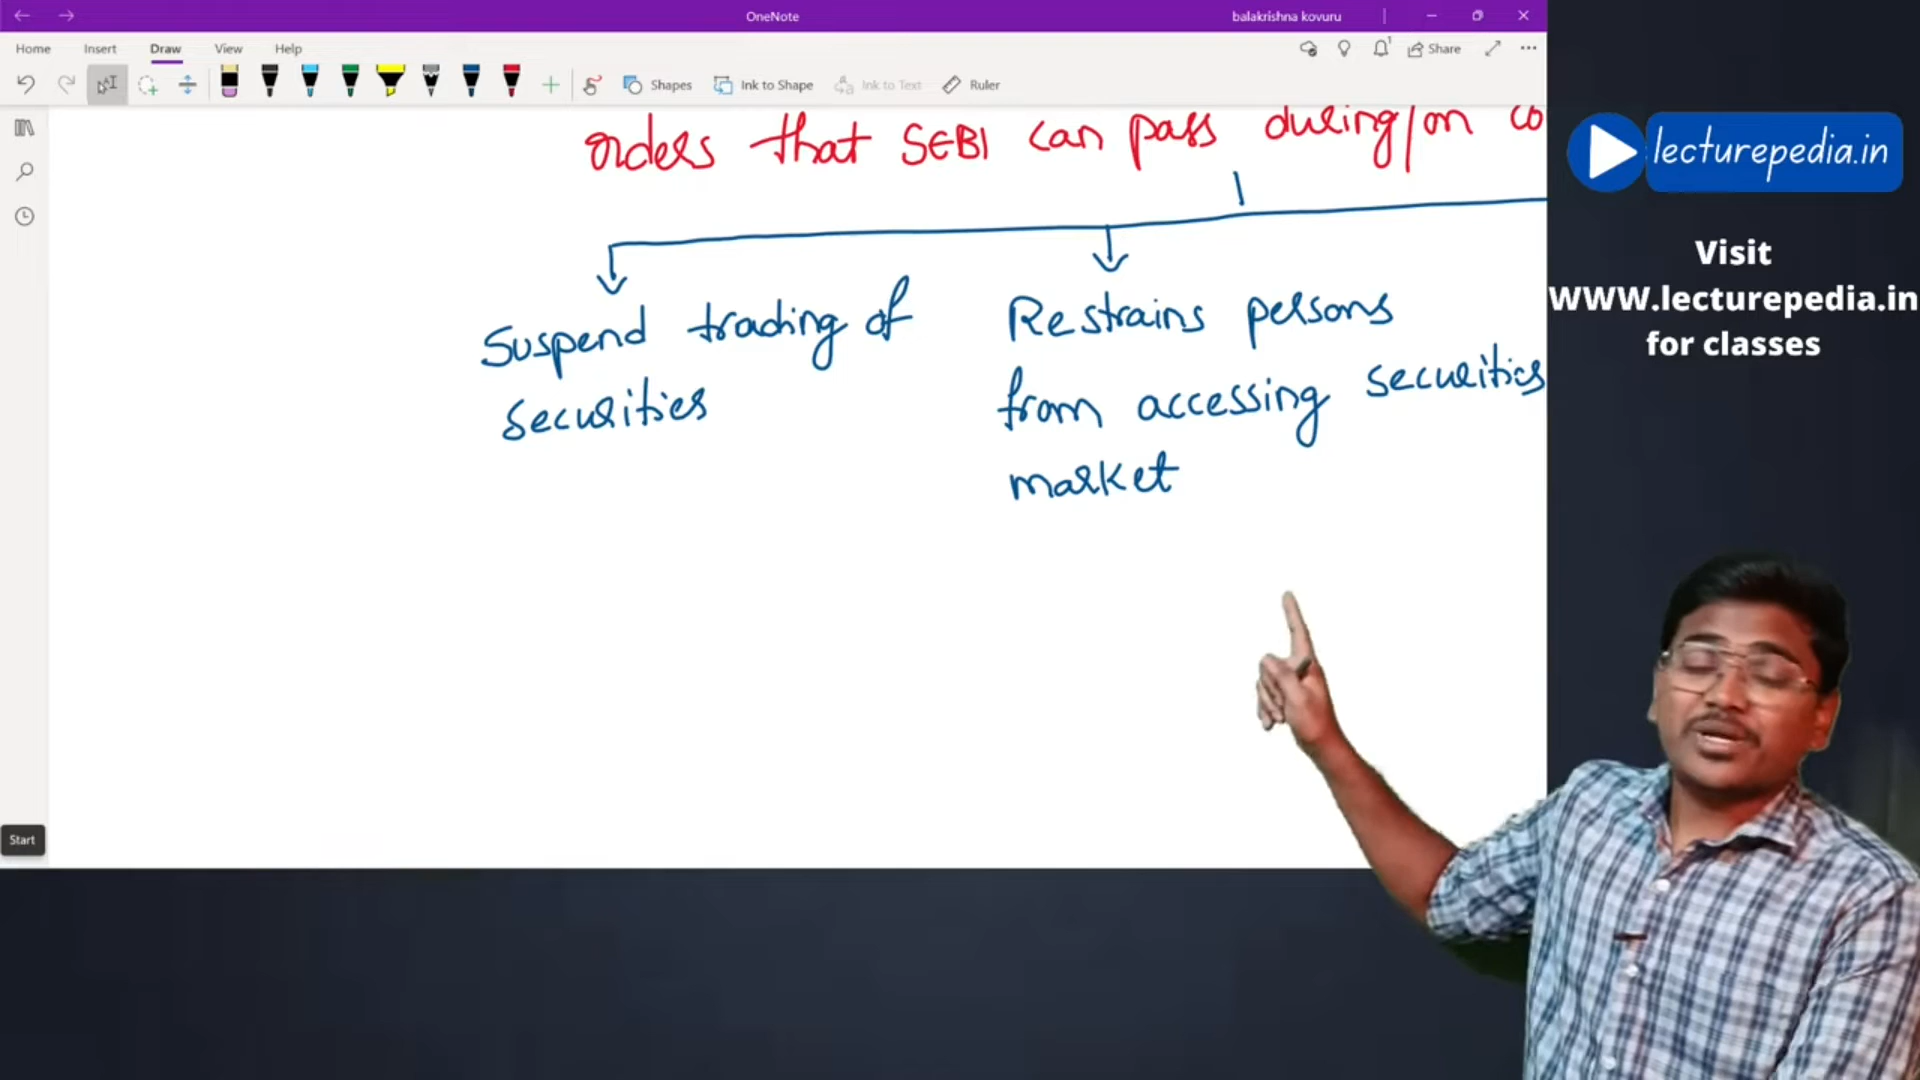 OneNote
balakrishna kovuru
Home Insert Draw View Help
1
Share
Shapes
Ink to Shape
Ink to Text
Ruler
orders that SEBI can pass during/on co
lecturepedia.in
Visit
WWW.lecturepedia.in
for classes
Suspend trading of
securities
Restrains persons
from accessing securities
market
Start